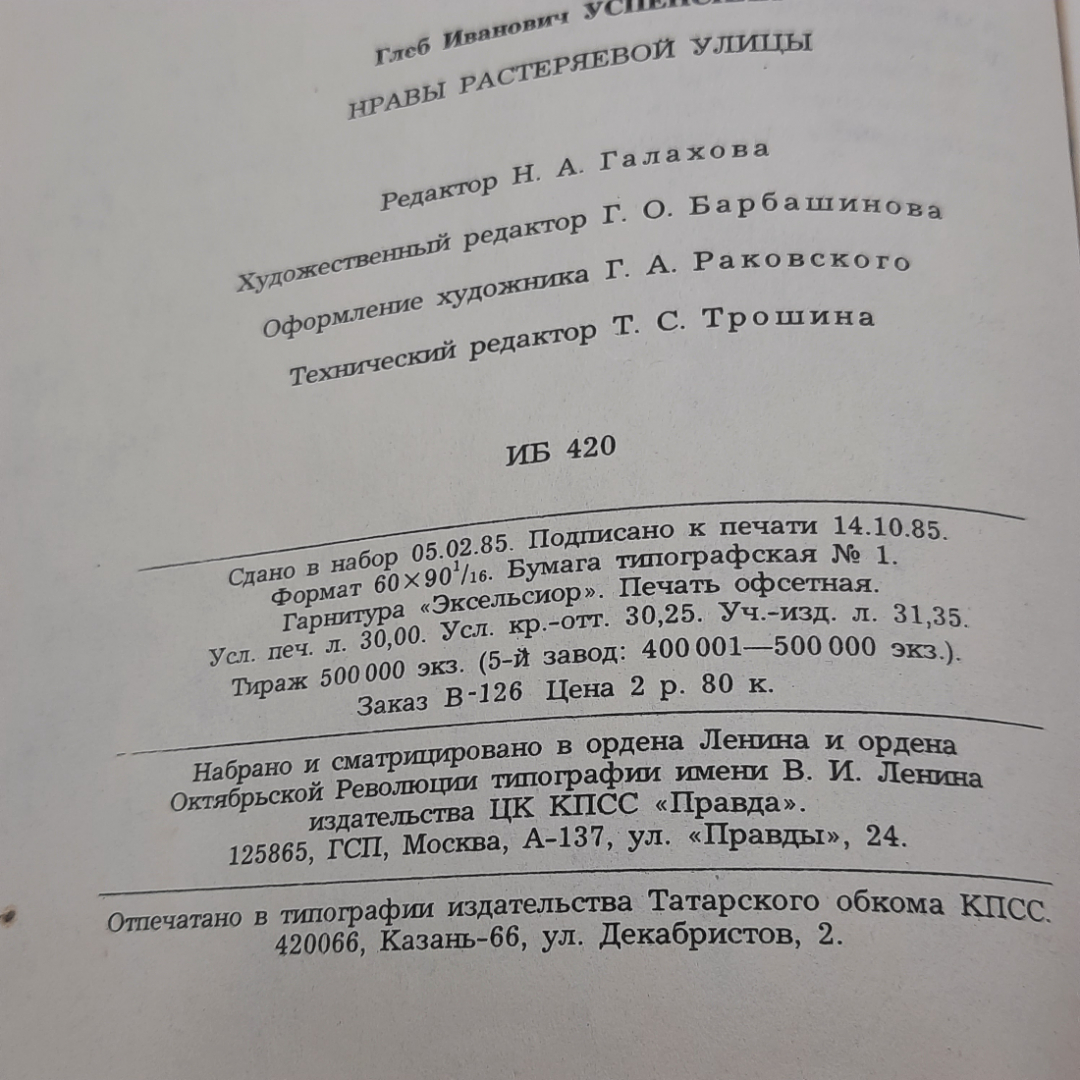 Глеб Иванович УСПЕНСКИЙ
НРАВЫ РАСТЕРЯЕВОЙ УЛИЦЫ
Редактор Н. А. Галахова
Художественный редактор Г. О. Барбашинова
Оформление художника Г. А. Раковского
Технический редактор Т. С. Трошина
ИБ 420
Сдано в набор 05.02.85. Подписано к печати 14.10.85.
Формат 60×90¹/₁₆. Бумага типографская № 1.
Гарнитура «Эксельсиор». Печать офсетная.
Усл. печ. л. 30,00. Усл. кр.-отт. 30,25. Уч.-изд. л. 31,35.
Тираж 500 000 экз. (5-й завод: 400 001—500 000 экз.).
Заказ В-126 Цена 2 р. 80 к.
Набрано и сматрицировано в ордена Ленина и ордена
Октябрьской Революции типографии имени В. И. Ленина
издательства ЦК КПСС «Правда».
125865, ГСП, Москва, А-137, ул. «Правды», 24.
Отпечатано в типографии издательства Татарского обкома КПСС.
420066, Казань-66, ул. Декабристов, 2.